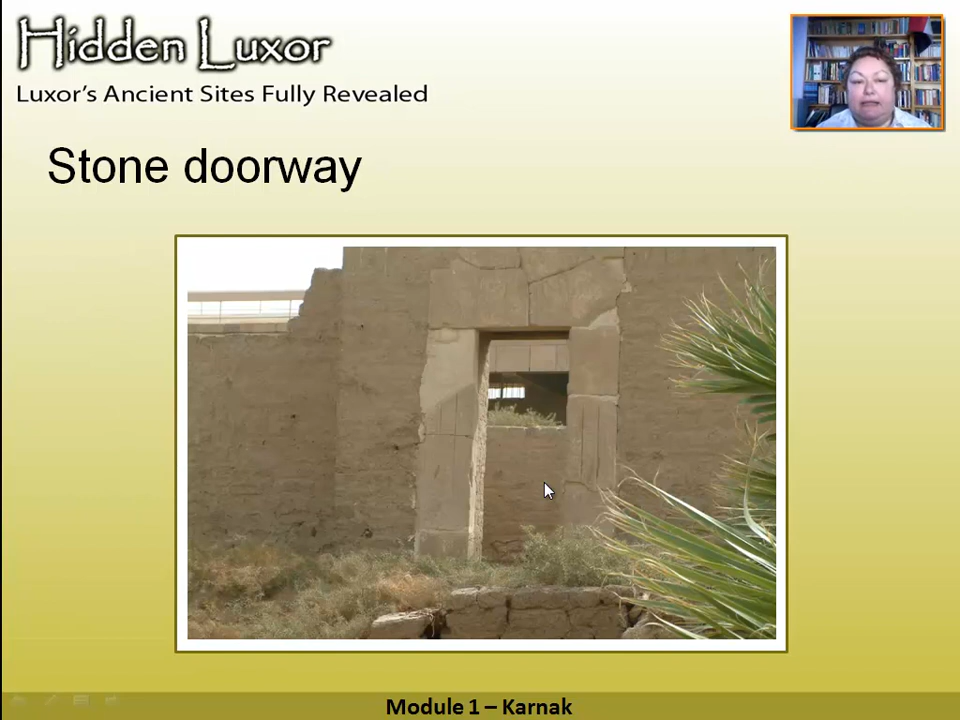 Hidden Luxor
Luxor's Ancient Sites Fully Revealed
Stone doorway
Module 1 – Karnak